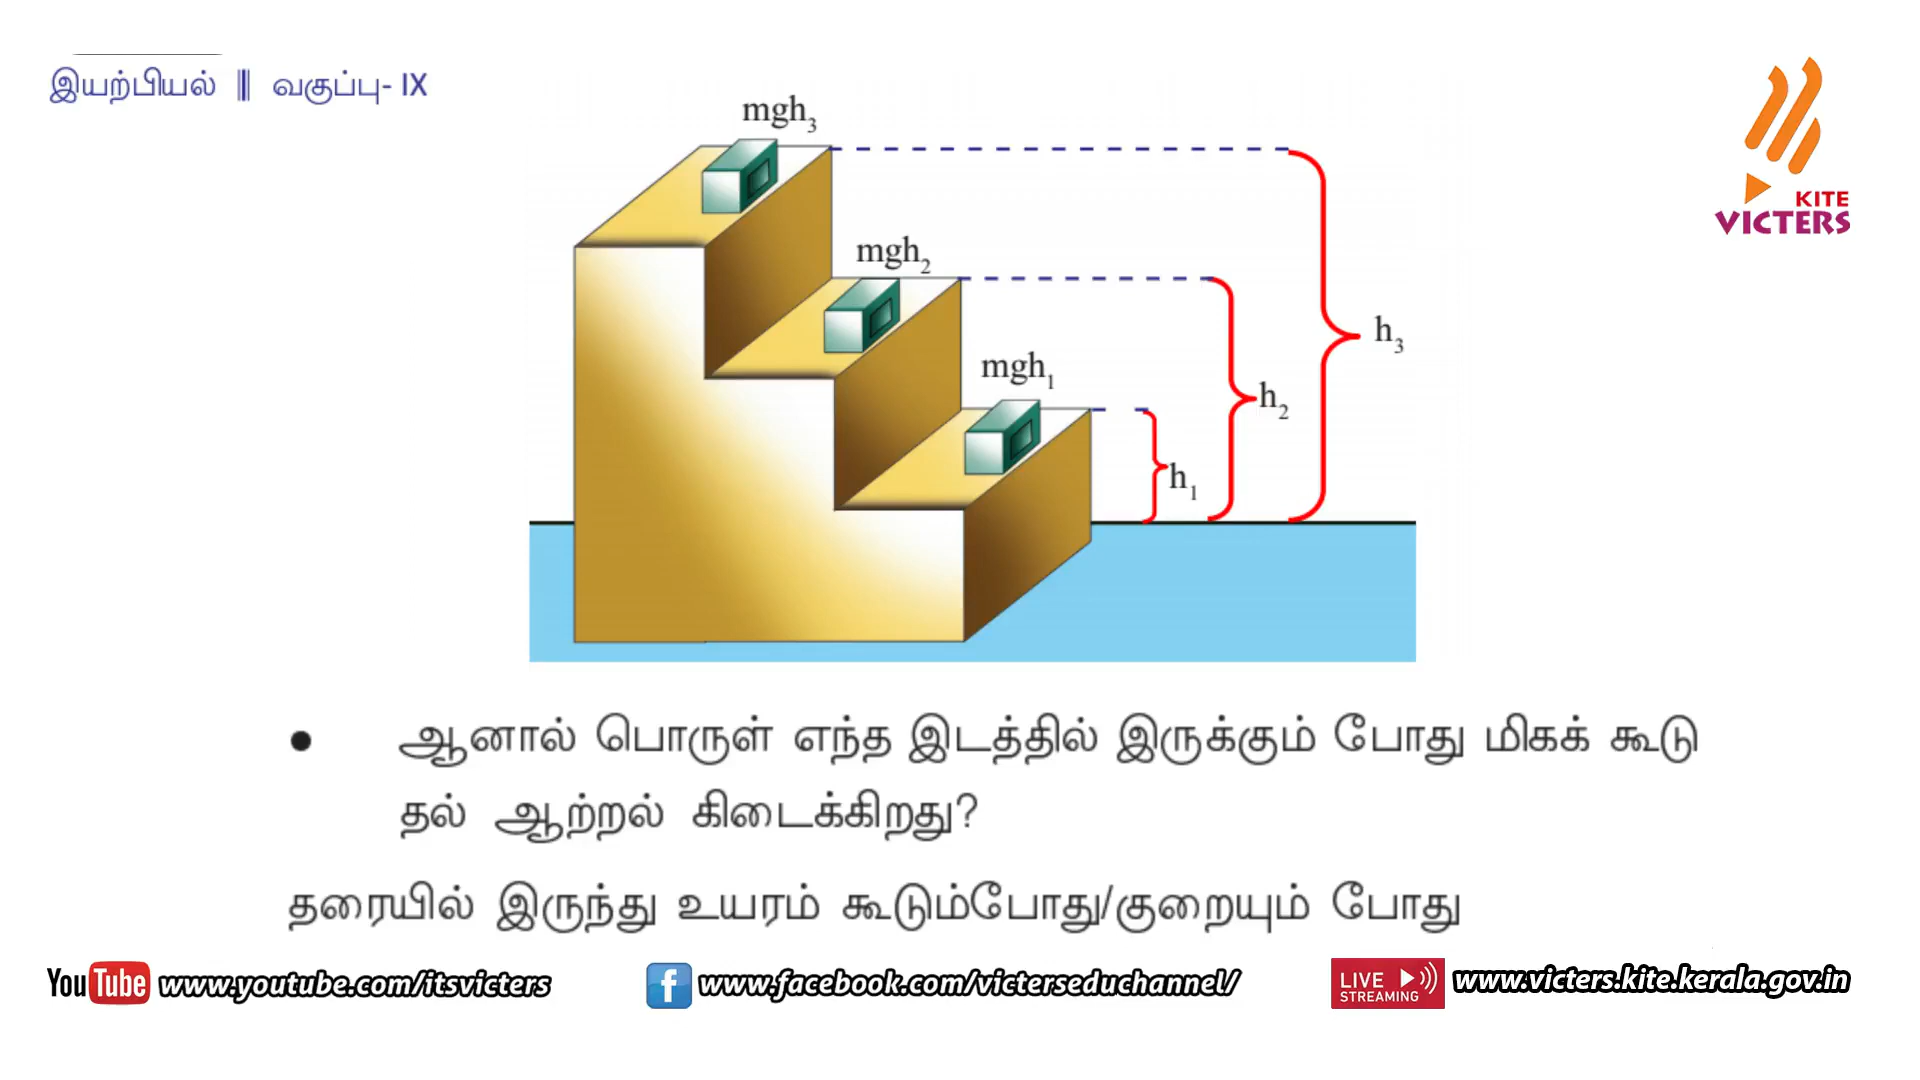 இயற்பியல் || வகுப்பு- IX
mgh₃
KITE
VICTERS
mgh₂
h₃
mgh₁
h₂
h₁
● ஆனால் பொருள் எந்த இடத்தில் இருக்கும் போது மிகக் கூடு
தல் ஆற்றல் கிடைக்கிறது?
தரையில் இருந்து உயரம் கூடும்போது/குறையும் போது
YouTube www.youtube.com/itsvicters
f www.facebook.com/victerseduchannel/
LIVE STREAMING www.victers.kite.kerala.gov.in